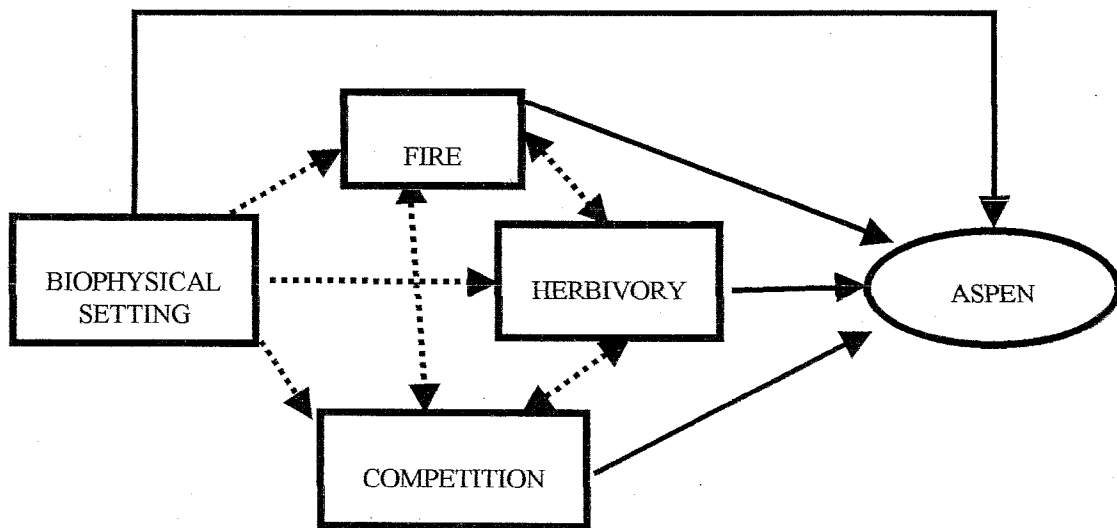 FIRE
BIOPHYSICAL
SETTING
HERBIVORY
ASPEN
COMPETITION